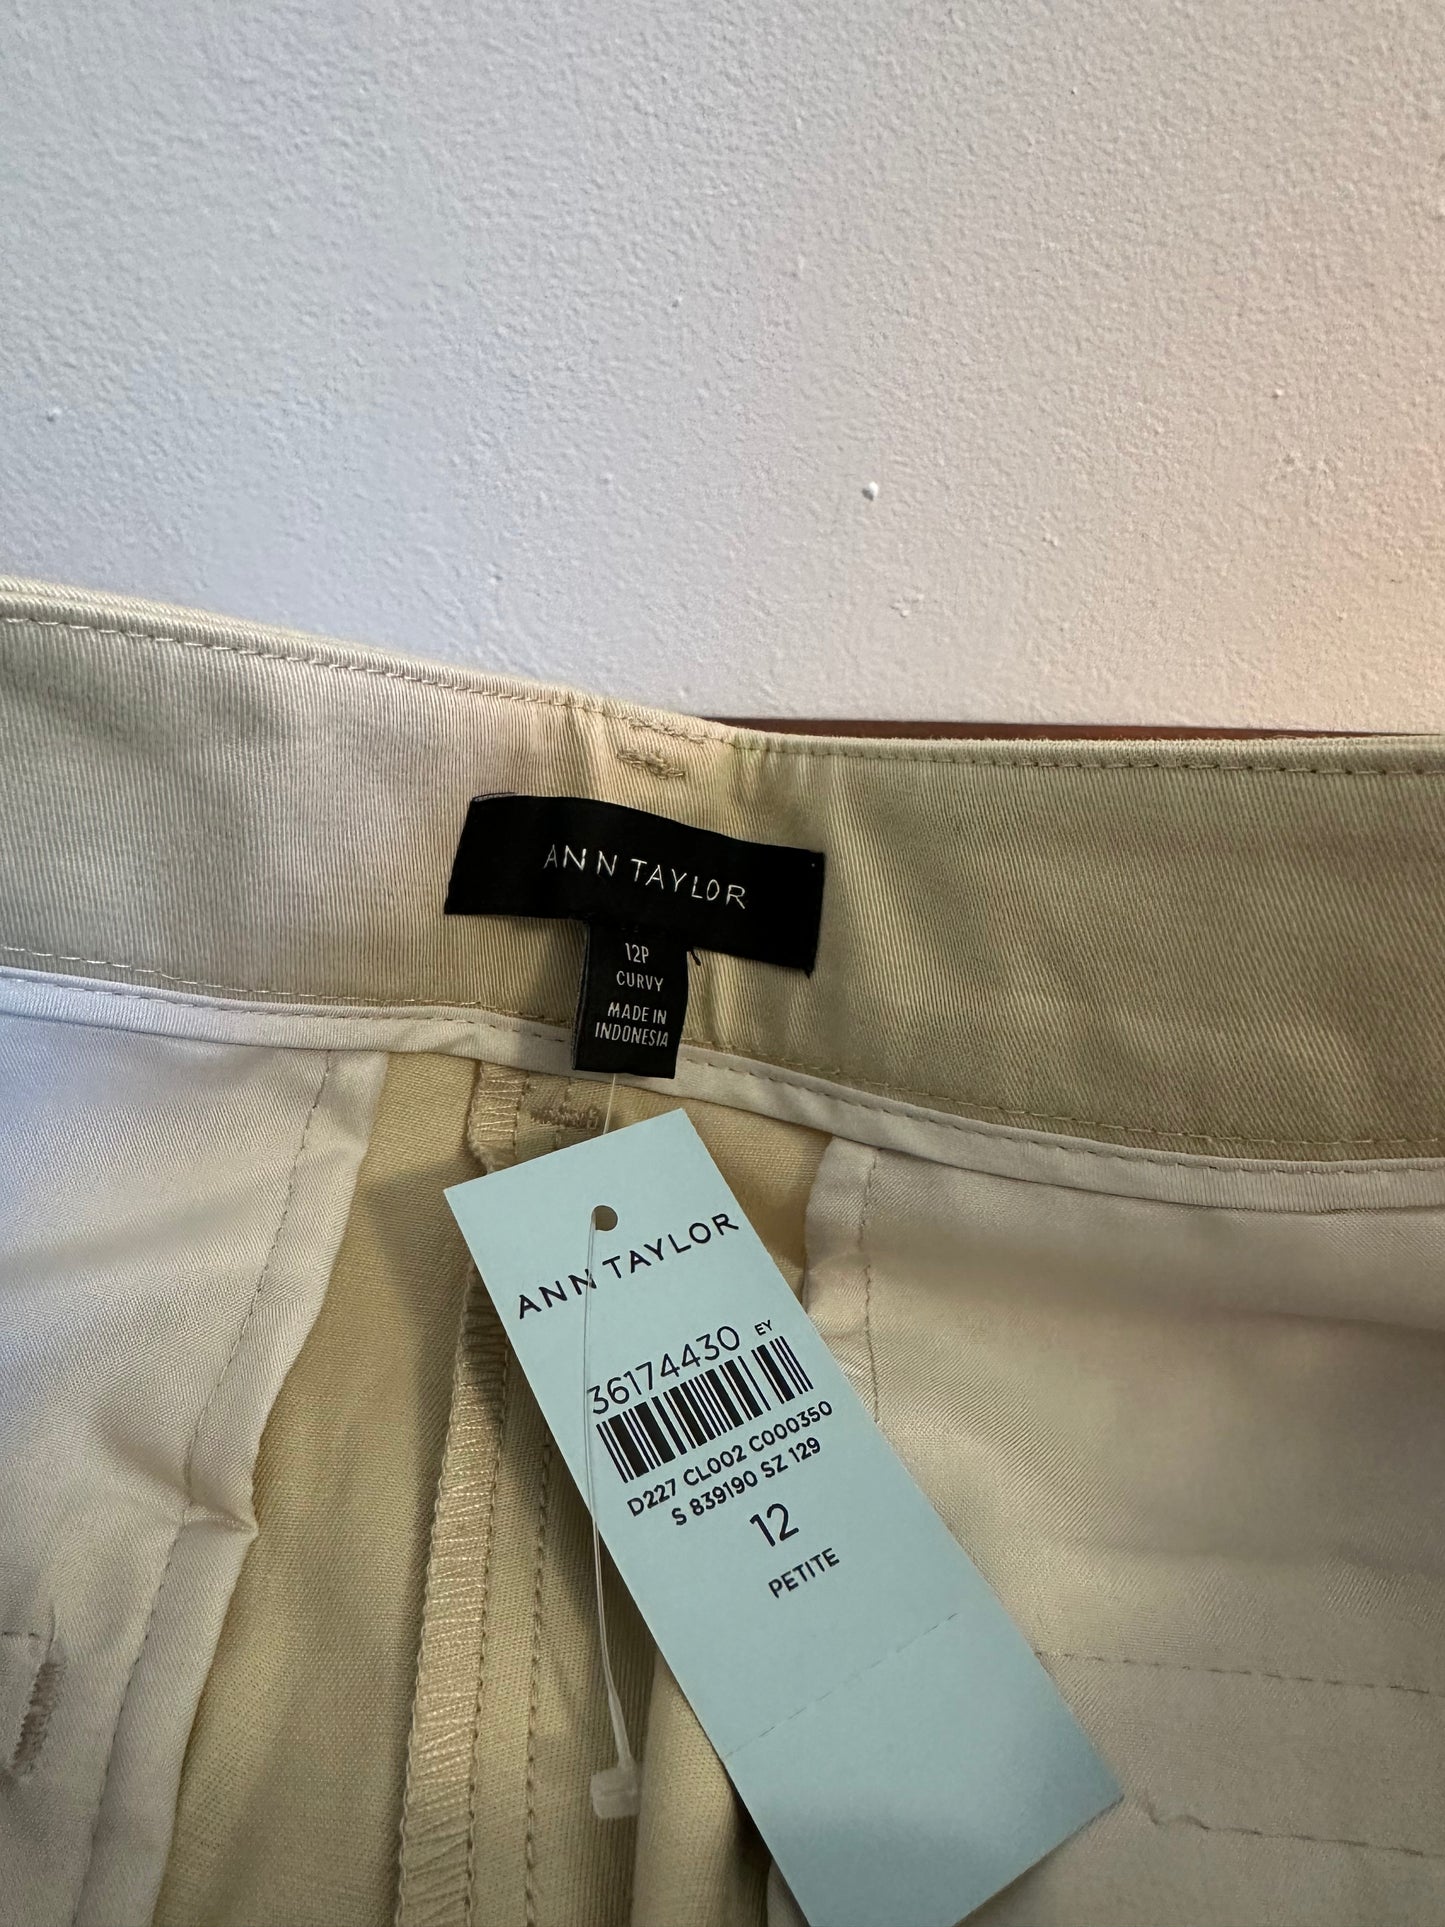 ANN TAYLOR
12P
CURVY
MADE IN
INDONESIA
ANN TAYLOR
36174430 EY
D227 CL002 C000350
S 839190 SZ 129
12
PETITE